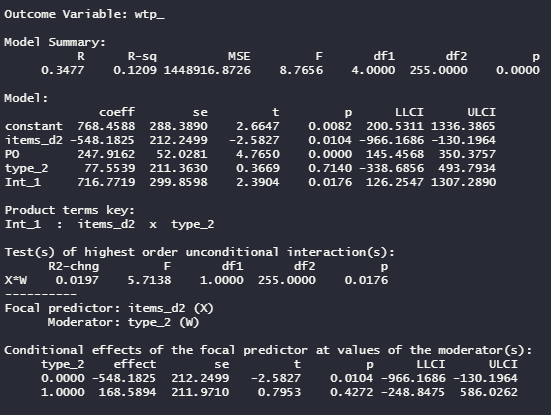 Outcome Variable: wtp_
Model Summary:
R R-sq MSE F df1 df2 p
0.3477 0.1209 1448916.8726 8.7656 4.0000 255.0000 0.0000
Model:
coeff se t p LLCI ULCI
constant 768.4588 288.3890 2.6647 0.0082 200.5311 1336.3865
items_d2 -548.1825 212.2499 -2.5827 0.0104 -966.1686 -130.1964
PO 247.9162 52.0281 4.7650 0.0000 145.4568 350.3757
type_2 77.5539 211.3630 0.3669 0.7140 -338.6856 493.7934
Int_1 716.7719 299.8598 2.3904 0.0176 126.2547 1307.2890
Product terms key:
Int_1 : items_d2 x type_2
Test(s) of highest order unconditional interaction(s):
R2-chng F df1 df2 p
X*W 0.0197 5.7138 1.0000 255.0000 0.0176
----------
Focal predictor: items_d2 (X)
Moderator: type_2 (W)
Conditional effects of the focal predictor at values of the moderator(s):
type_2 effect se t p LLCI ULCI
0.0000 -548.1825 212.2499 -2.5827 0.0104 -966.1686 -130.1964
1.0000 168.5894 211.9710 0.7953 0.4272 -248.8475 586.0262